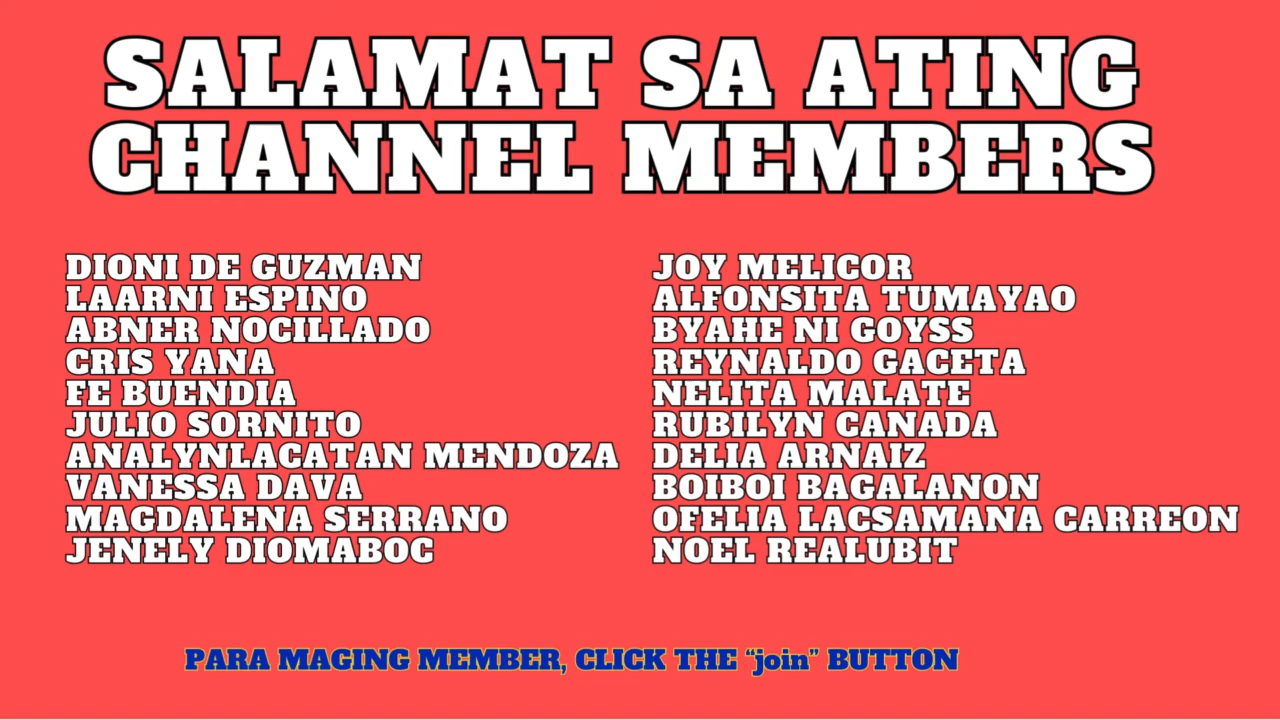 SALAMAT SA ATING
CHANNEL MEMBERS
DIONI DE GUZMAN
LAARNI ESPINO
ABNER NOCILLADO
CRIS YANA
FE BUENDIA
JULIO SORNITO
ANALYNLACATAN MENDOZA
VANESSA DAVA
MAGDALENA SERRANO
JENELY DIOMABOC
JOY MELICOR
ALFONSITA TUMAYAO
BYAHE NI GOYSS
REYNALDO GACETA
NELITA MALATE
RUBILYN CANADA
DELIA ARNAIZ
BOIBOI BAGALANON
OFELIA LACSAMANA CARREON
NOEL REALUBIT
PARA MAGING MEMBER, CLICK THE “join” BUTTON